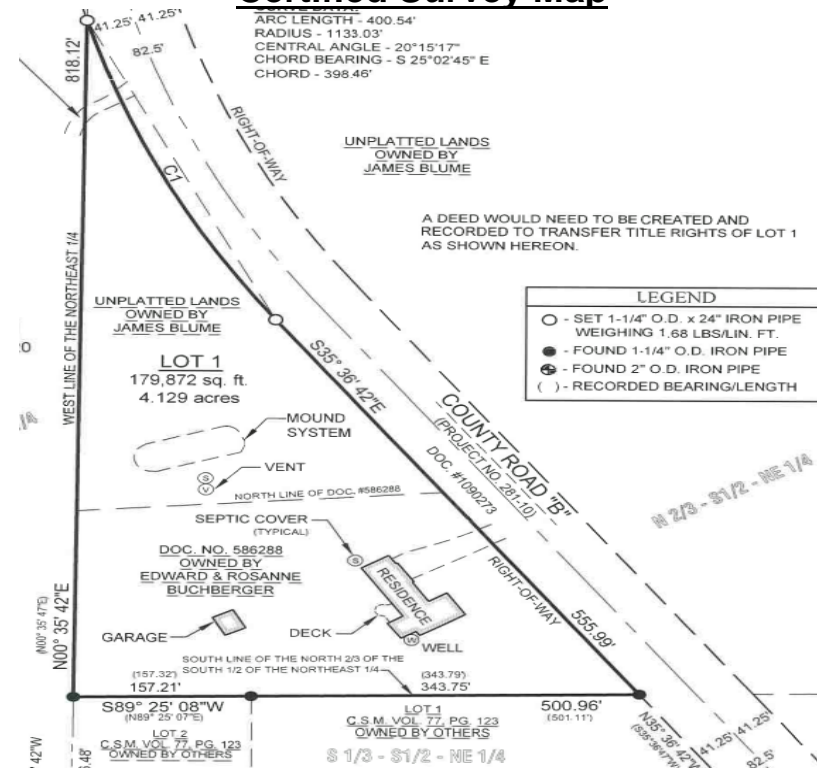 Certified Survey Map
CURVE DATA:
ARC LENGTH - 400.54'
RADIUS - 1133.03'
CENTRAL ANGLE - 20°15'17"
CHORD BEARING - S 25°02'45" E
CHORD - 398.46'
41.25' 41.25'
82.5'
818.12'
RIGHT-OF-WAY
C1
UNPLATTED LANDS
OWNED BY
JAMES BLUME
A DEED WOULD NEED TO BE CREATED AND
RECORDED TO TRANSFER TITLE RIGHTS OF LOT 1
AS SHOWN HEREON.
LEGEND
- SET 1-1/4" O.D. x 24" IRON PIPE
WEIGHING 1.68 LBS/LIN. FT.
- FOUND 1-1/4" O.D. IRON PIPE
- FOUND 2" O.D. IRON PIPE
( ) - RECORDED BEARING/LENGTH
WEST LINE OF THE NORTHEAST 1/4
UNPLATTED LANDS
OWNED BY
JAMES BLUME
LOT 1
179,872 sq. ft.
4.129 acres
S35° 36' 42"E
COUNTY ROAD "B"
(PROJECT NO. 281-10)
DOC. #1090273
MOUND
SYSTEM
VENT
S
V
NORTH LINE OF DOC. #586288
N 2/3 - S1/2 - NE 1/4
SEPTIC COVER
(TYPICAL)
S
DOC. NO. 586288
OWNED BY
EDWARD & ROSANNE
BUCHBERGER
RESIDENCE
RIGHT-OF-WAY
555.99'
GARAGE
DECK
W
WELL
(N00° 35' 47"E)
N00° 35' 42"E
SOUTH LINE OF THE NORTH 2/3 OF THE
SOUTH 1/2 OF THE NORTHEAST 1/4
(157.32')
157.21'
(343.79')
343.75'
S89° 25' 08"W
(N89° 25' 07"E)
500.96'
(501.11')
LOT 2
C.S.M. VOL. 77, PG. 123
OWNED BY OTHERS
LOT 1
C.S.M. VOL. 77, PG. 123
OWNED BY OTHERS
S 1/3 - S1/2 - NE 1/4
N35° 36' 42"W
(S35°36'47"W)
41.25' 41.25'
82.5'
42"W
6.48'